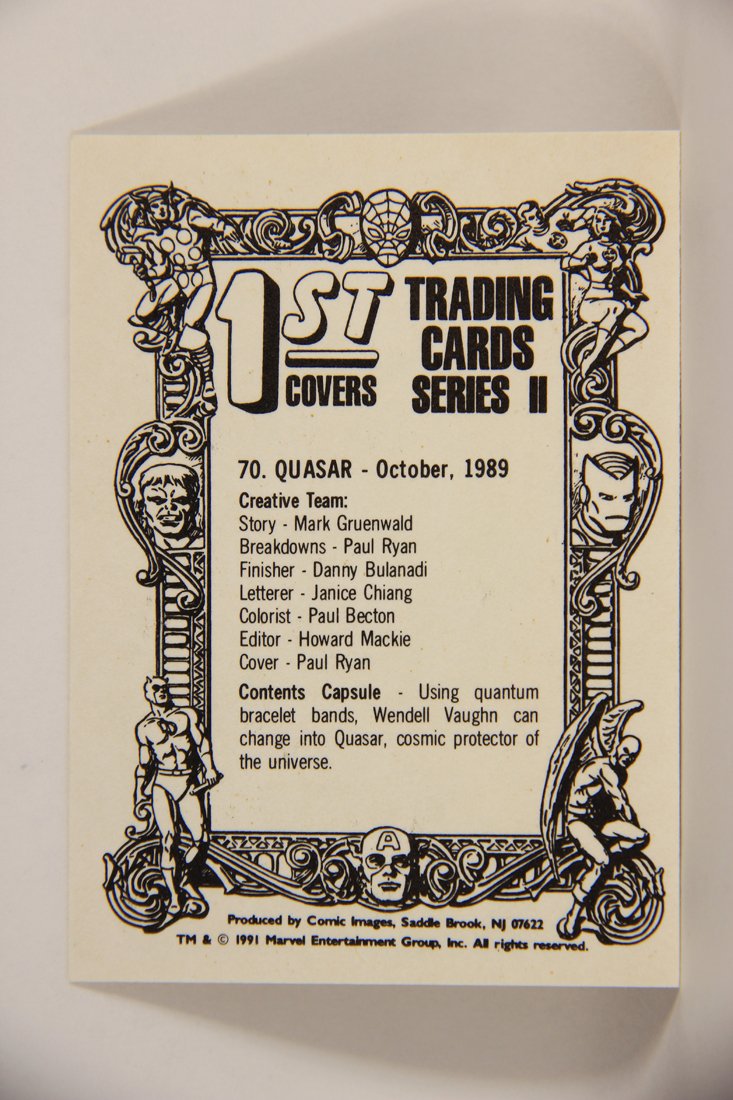 1ST COVERS
TRADING CARDS SERIES II
70. QUASAR - October, 1989
Creative Team:
Story - Mark Gruenwald
Breakdowns - Paul Ryan
Finisher - Danny Bulanadi
Letterer - Janice Chiang
Colorist - Paul Becton
Editor - Howard Mackie
Cover - Paul Ryan
Contents Capsule - Using quantum
bracelet bands, Wendell Vaughn can
change into Quasar, cosmic protector of
the universe.
A
Produced by Comic Images, Saddle Brook, NJ 07622
TM & © 1991 Marvel Entertainment Group, Inc. All rights reserved.